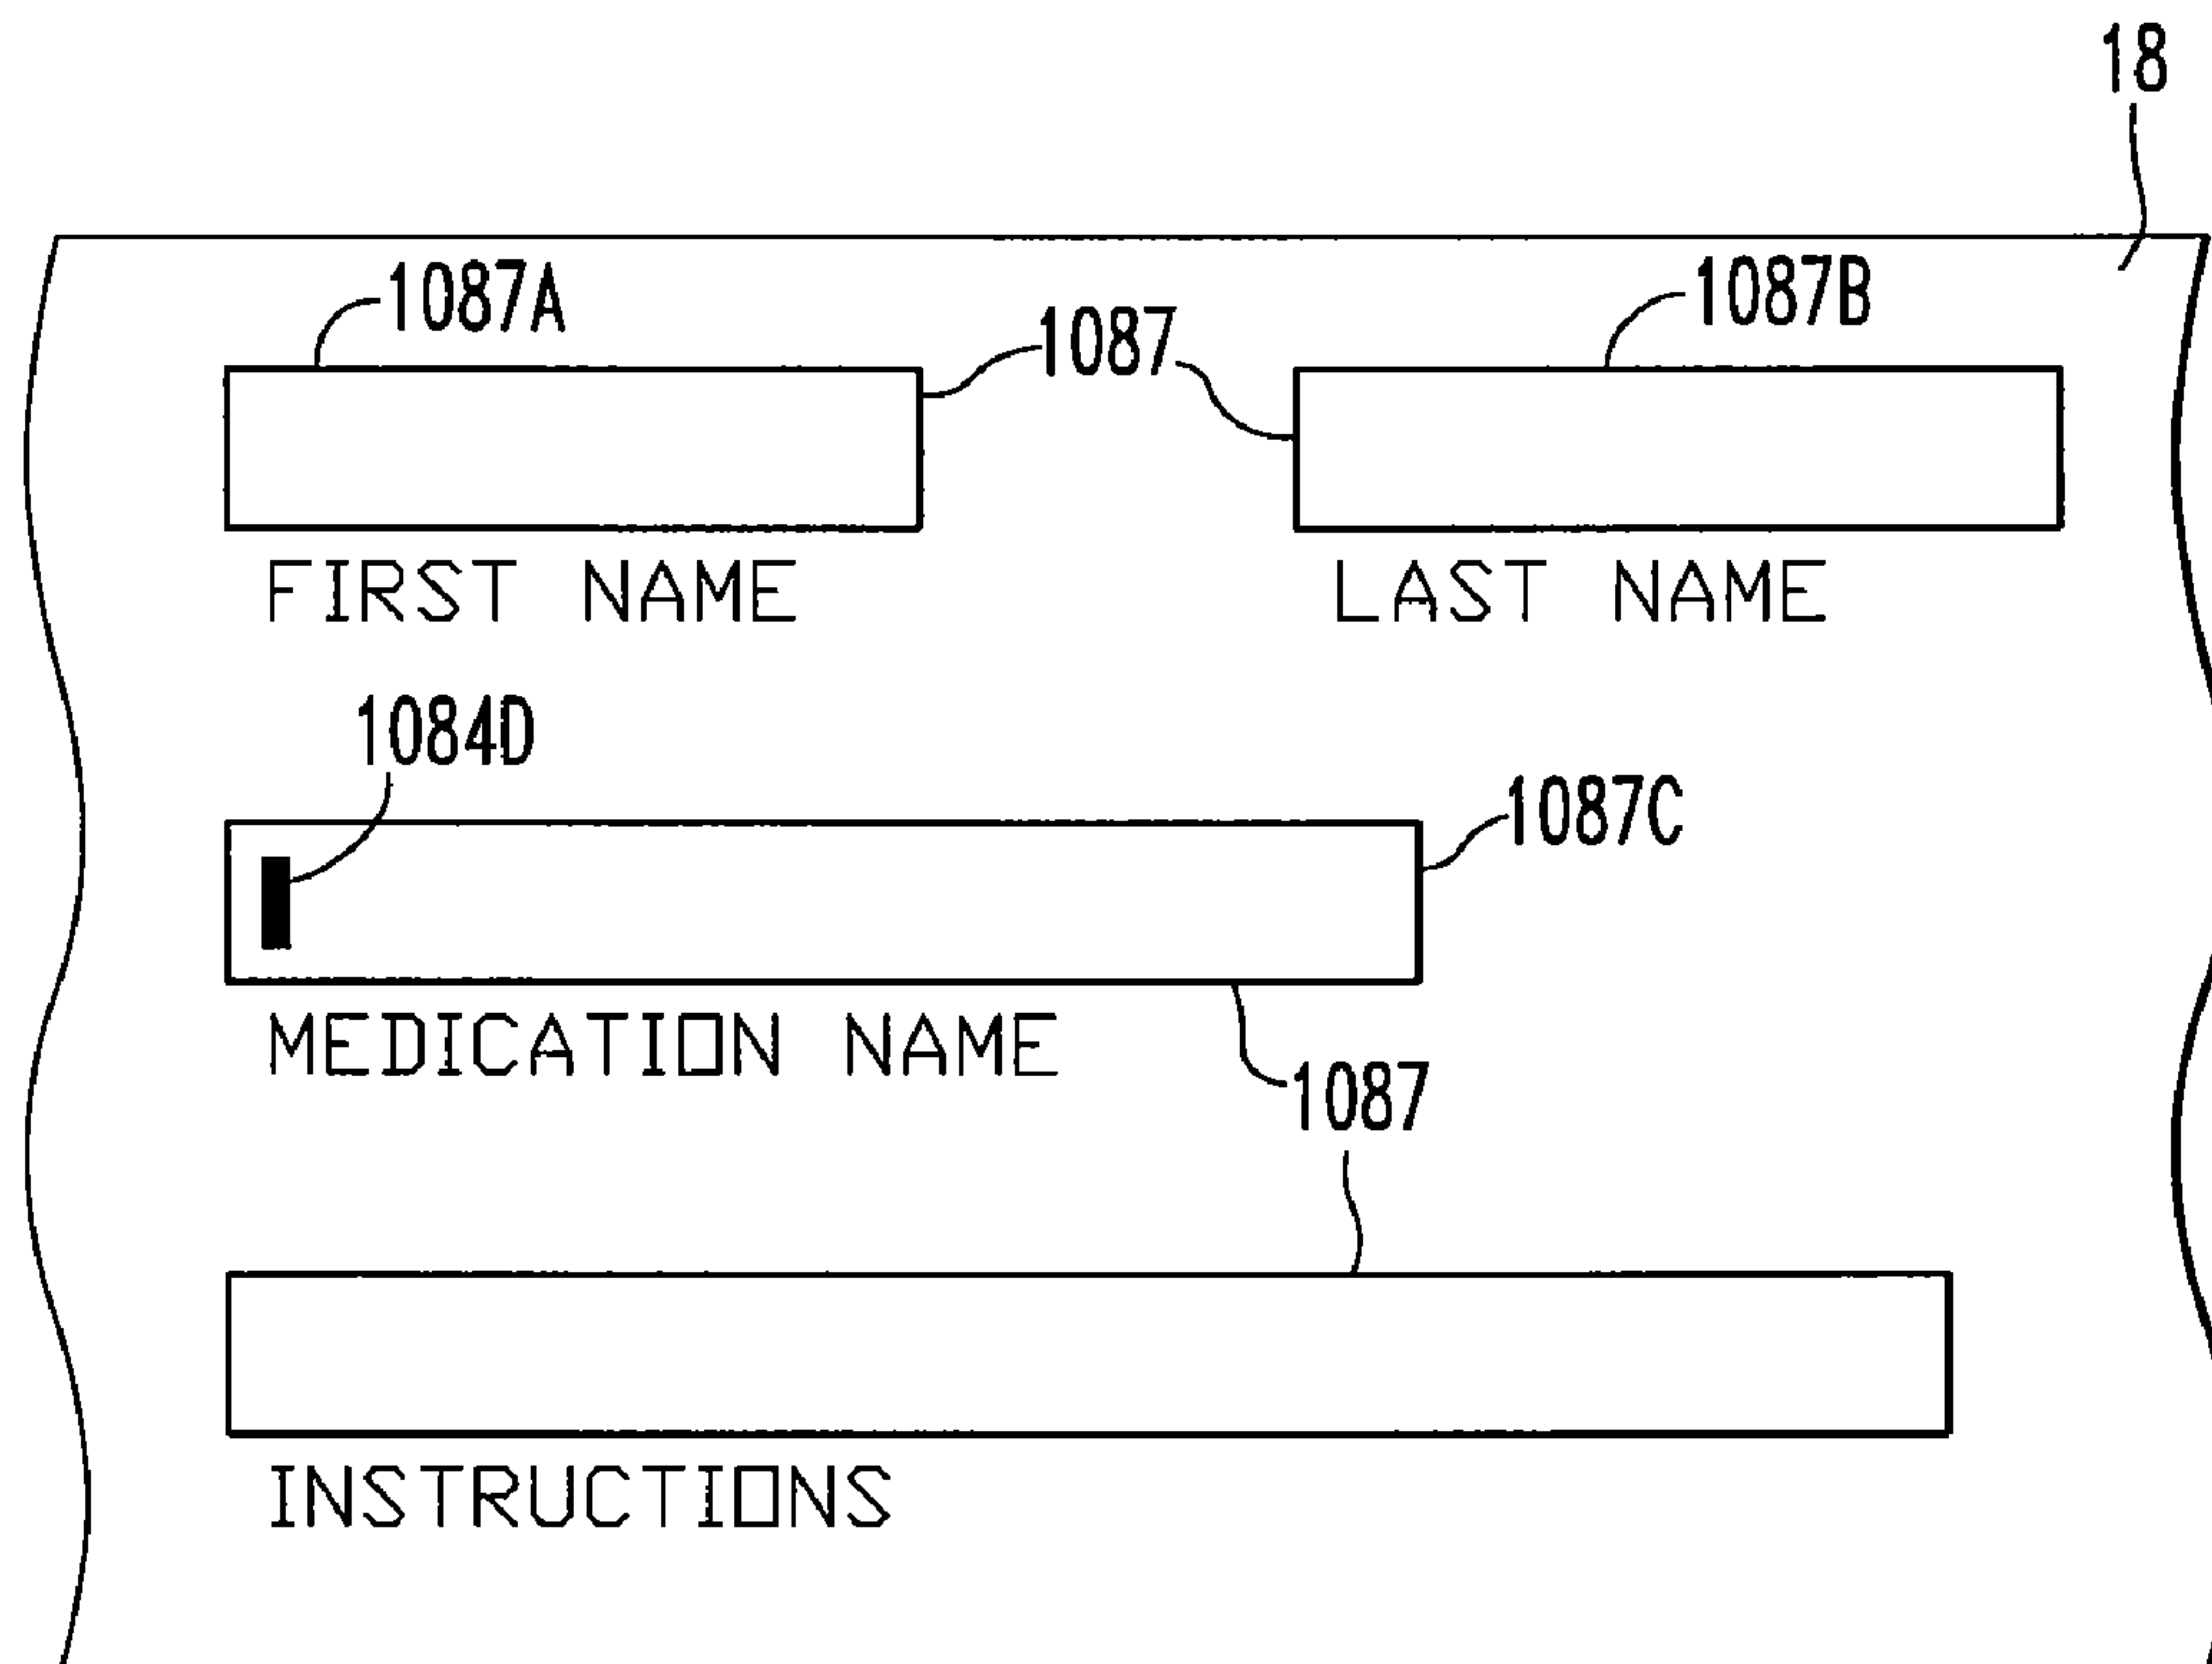 18
1087A 1087 1087B
FIRST NAME LAST NAME
1084D
1087C
MEDICATION NAME
1087
INSTRUCTIONS